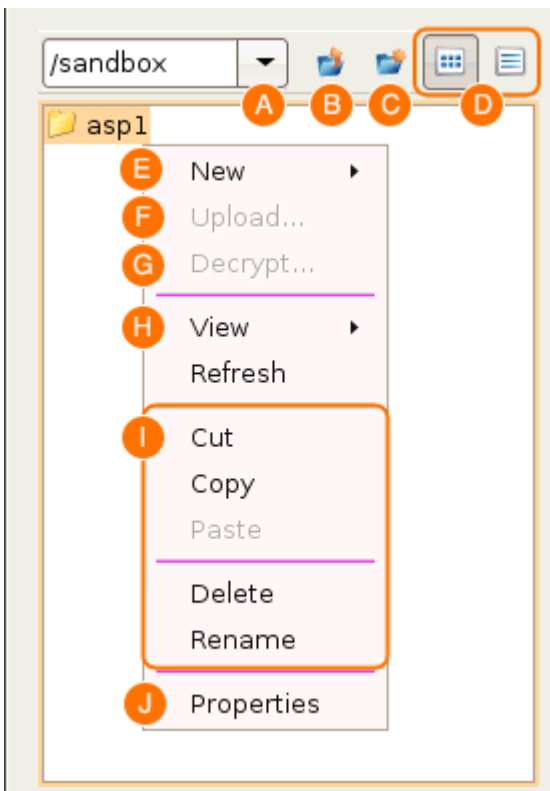 /sandbox
A B C D
asp1
E New
F Upload...
G Decrypt...
H View
Refresh
I Cut
Copy
Paste
Delete
Rename
J Properties